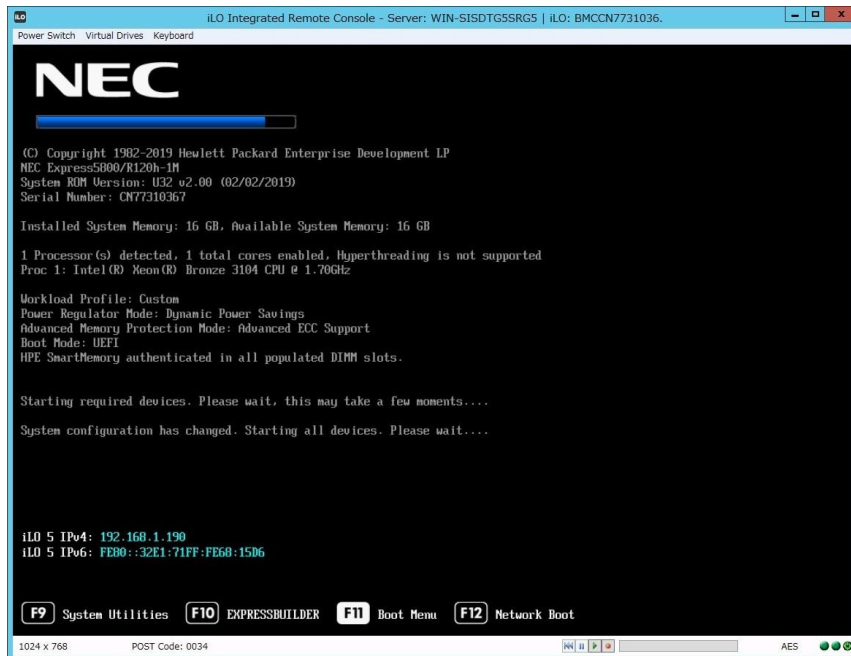 iLO
iLO Integrated Remote Console - Server: WIN-SISDTG5SRG5 | iLO: BMCCN7731036.
Power Switch Virtual Drives Keyboard
NEC
(C) Copyright 1982-2019 Hewlett Packard Enterprise Development LP
NEC Express5800/R120h-1M
System ROM Version: U32 v2.00 (02/02/2019)
Serial Number: CN77310367
Installed System Memory: 16 GB, Available System Memory: 16 GB
1 Processor(s) detected, 1 total cores enabled, Hyperthreading is not supported
Proc 1: Intel(R) Xeon(R) Bronze 3104 CPU @ 1.70GHz
Workload Profile: Custom
Power Regulator Mode: Dynamic Power Savings
Advanced Memory Protection Mode: Advanced ECC Support
Boot Mode: UEFI
HPE SmartMemory authenticated in all populated DIMM slots.
Starting required devices. Please wait, this may take a few moments....
System configuration has changed. Starting all devices. Please wait....
iLO 5 IPv4: 192.168.1.190
iLO 5 IPv6: FE80::32E1:71FF:FE68:15D6
F9 System Utilities F10 EXPRESSBUILDER F11 Boot Menu F12 Network Boot
1024 x 768 POST Code: 0034 AES